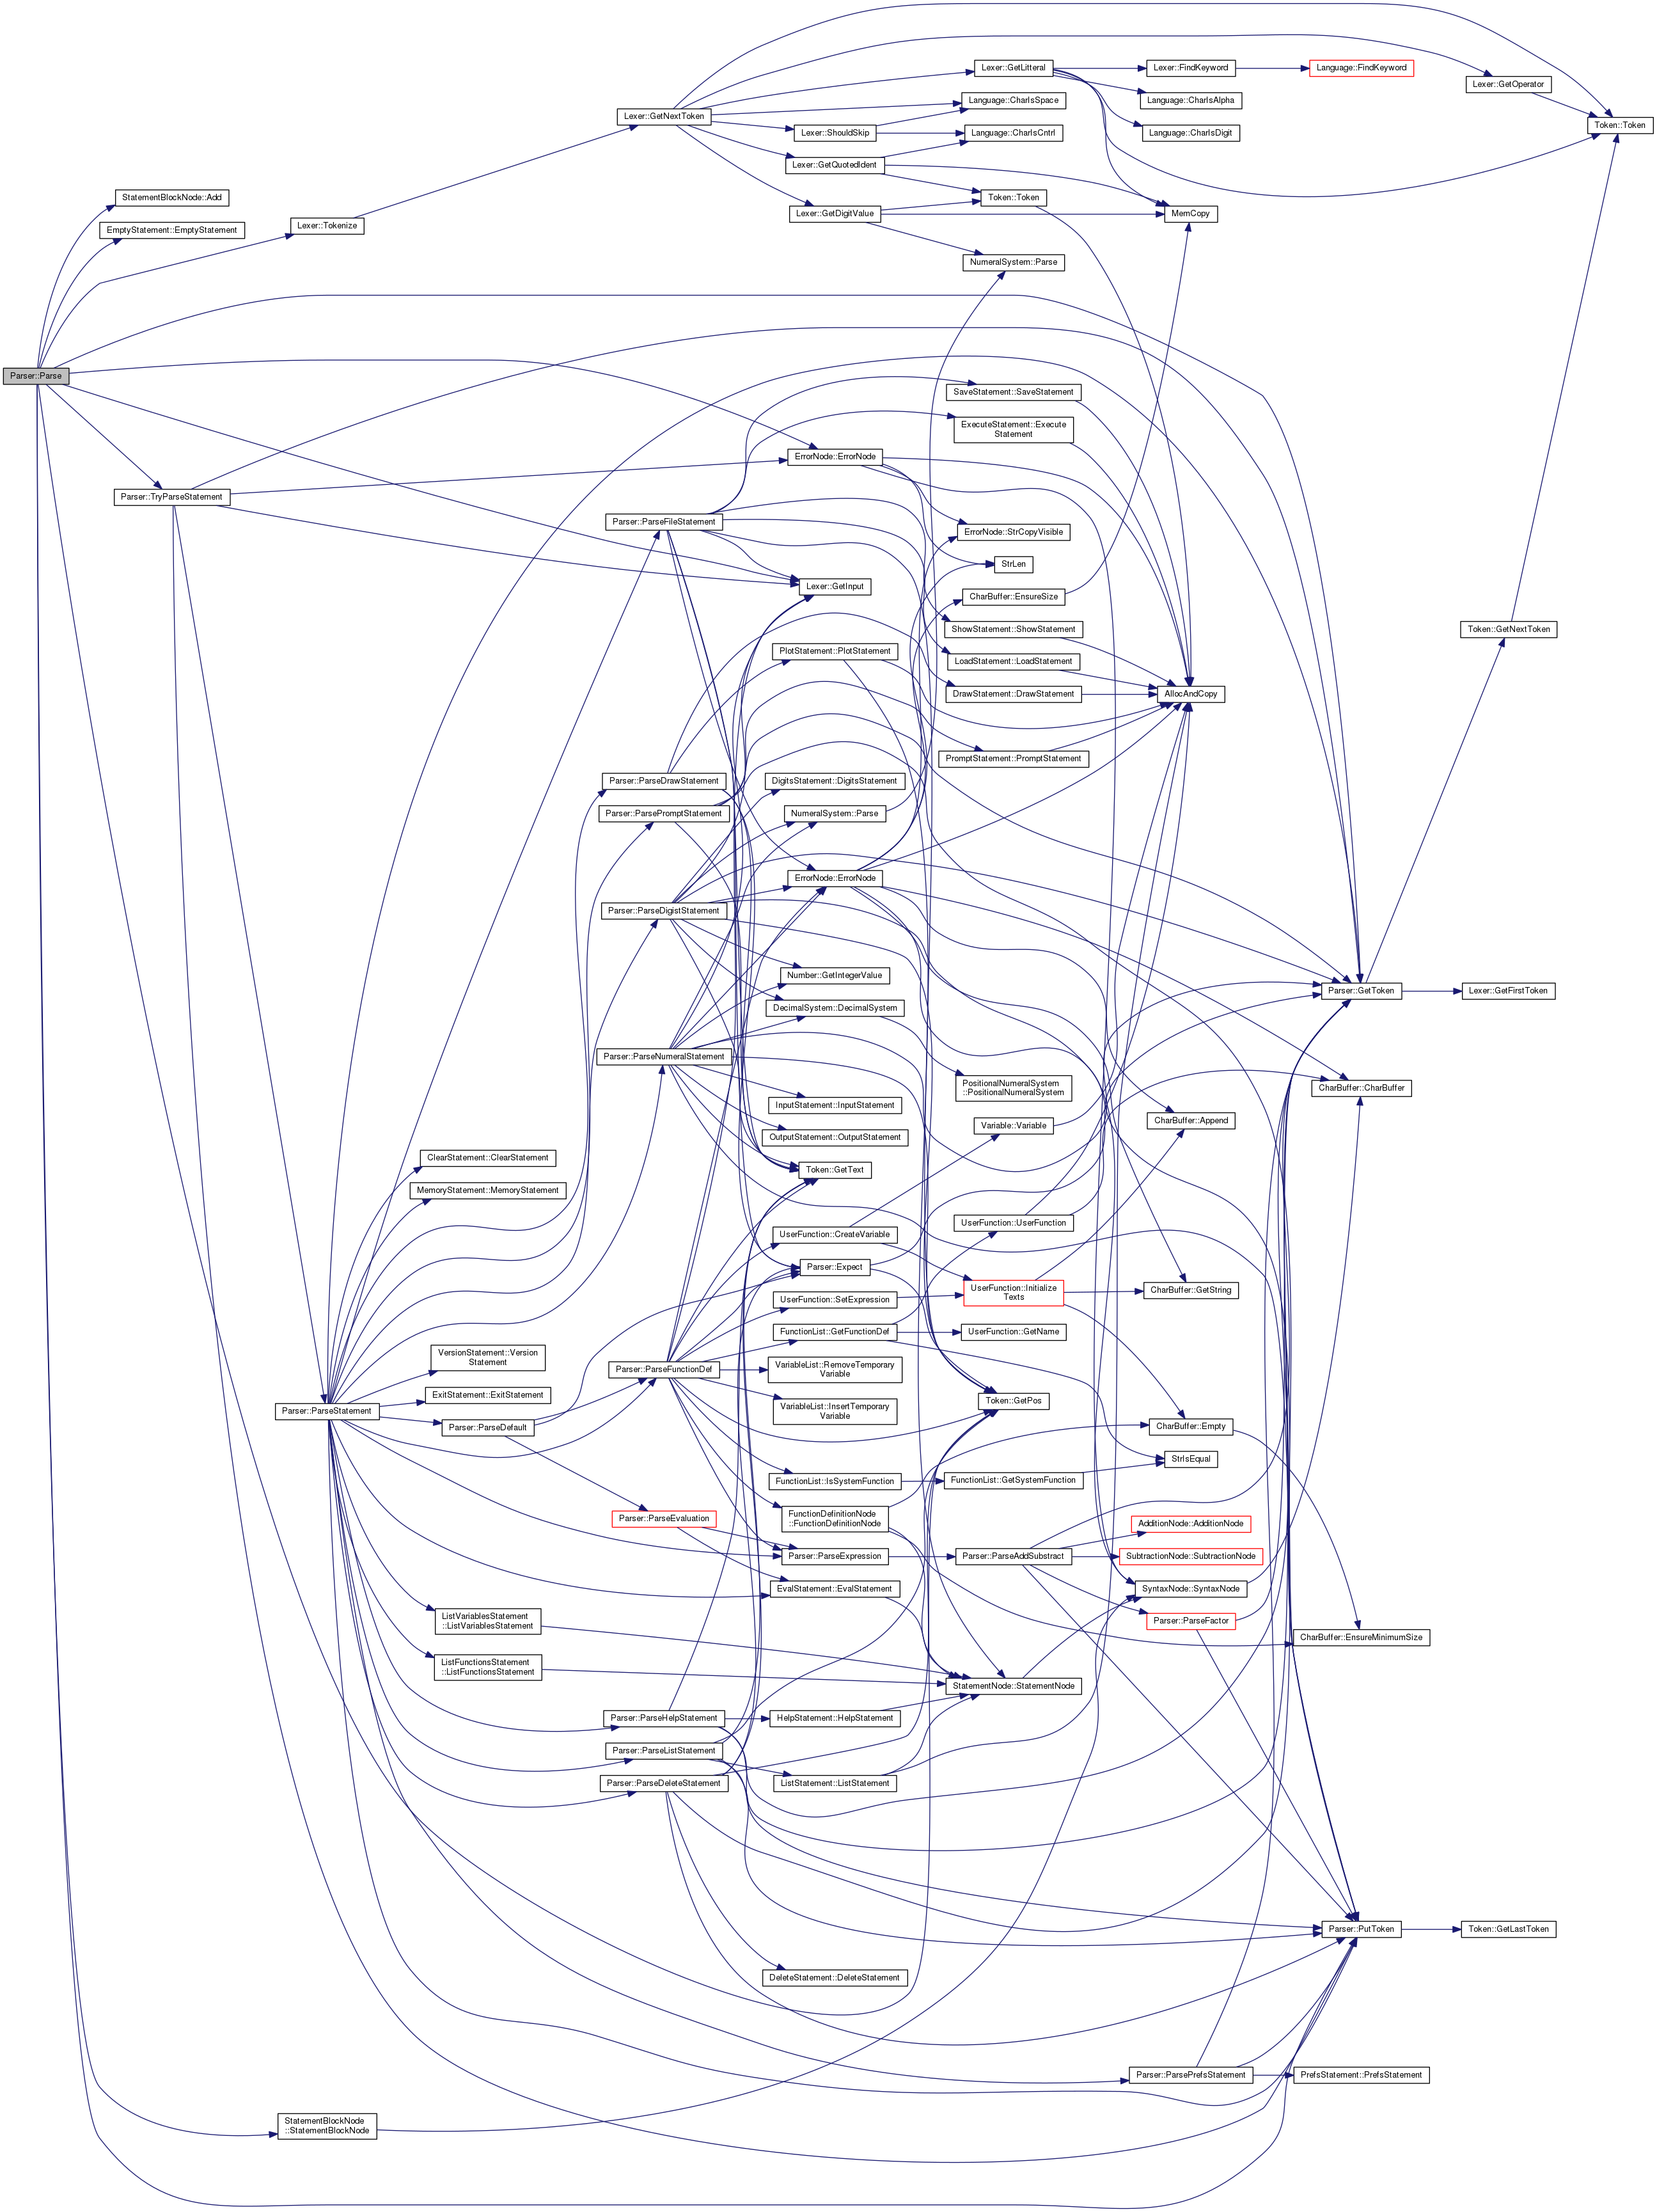 Lexer::GetLitteral
Lexer::FindKeyword
Language::FindKeyword
Lexer::GetOperator
Language::CharIsSpace
Language::CharIsAlpha
Lexer::GetNextToken
Token::Token
Lexer::ShouldSkip
Language::CharIsCntrl
Language::CharIsDigit
Lexer::GetQuotedIdent
StatementBlockNode::Add
Token::Token
Lexer::GetDigitValue
MemCopy
Lexer::Tokenize
EmptyStatement::EmptyStatement
NumeralSystem::Parse
Parser::Parse
SaveStatement::SaveStatement
ExecuteStatement::Execute
Statement
ErrorNode::ErrorNode
Parser::TryParseStatement
Parser::ParseFileStatement
ErrorNode::StrCopyVisible
StrLen
Lexer::GetInput
CharBuffer::EnsureSize
ShowStatement::ShowStatement
Token::GetNextToken
PlotStatement::PlotStatement
LoadStatement::LoadStatement
DrawStatement::DrawStatement
AllocAndCopy
PromptStatement::PromptStatement
Parser::ParseDrawStatement
DigitsStatement::DigitsStatement
Parser::ParsePromptStatement
NumeralSystem::Parse
ErrorNode::ErrorNode
Parser::ParseDigistStatement
Number::GetIntegerValue
Parser::GetToken
Lexer::GetFirstToken
DecimalSystem::DecimalSystem
Parser::ParseNumeralStatement
PositionalNumeralSystem
::PositionalNumeralSystem
CharBuffer::CharBuffer
InputStatement::InputStatement
Variable::Variable
CharBuffer::Append
OutputStatement::OutputStatement
ClearStatement::ClearStatement
Token::GetText
MemoryStatement::MemoryStatement
UserFunction::UserFunction
UserFunction::CreateVariable
Parser::Expect
UserFunction::Initialize
Texts
CharBuffer::GetString
UserFunction::SetExpression
FunctionList::GetFunctionDef
UserFunction::GetName
VersionStatement::Version
Statement
Parser::ParseFunctionDef
VariableList::RemoveTemporary
Variable
ExitStatement::ExitStatement
Token::GetPos
Parser::ParseStatement
VariableList::InsertTemporary
Variable
Parser::ParseDefault
CharBuffer::Empty
StrIsEqual
FunctionList::IsSystemFunction
FunctionList::GetSystemFunction
Parser::ParseEvaluation
FunctionDefinitionNode
::FunctionDefinitionNode
AdditionNode::AdditionNode
Parser::ParseExpression
Parser::ParseAddSubstract
SubtractionNode::SubtractionNode
EvalStatement::EvalStatement
SyntaxNode::SyntaxNode
ListVariablesStatement
::ListVariablesStatement
Parser::ParseFactor
CharBuffer::EnsureMinimumSize
ListFunctionsStatement
::ListFunctionsStatement
StatementNode::StatementNode
Parser::ParseHelpStatement
HelpStatement::HelpStatement
Parser::ParseListStatement
Parser::ParseDeleteStatement
ListStatement::ListStatement
Parser::PutToken
Token::GetLastToken
DeleteStatement::DeleteStatement
Parser::ParsePrefsStatement
PrefsStatement::PrefsStatement
StatementBlockNode
::StatementBlockNode